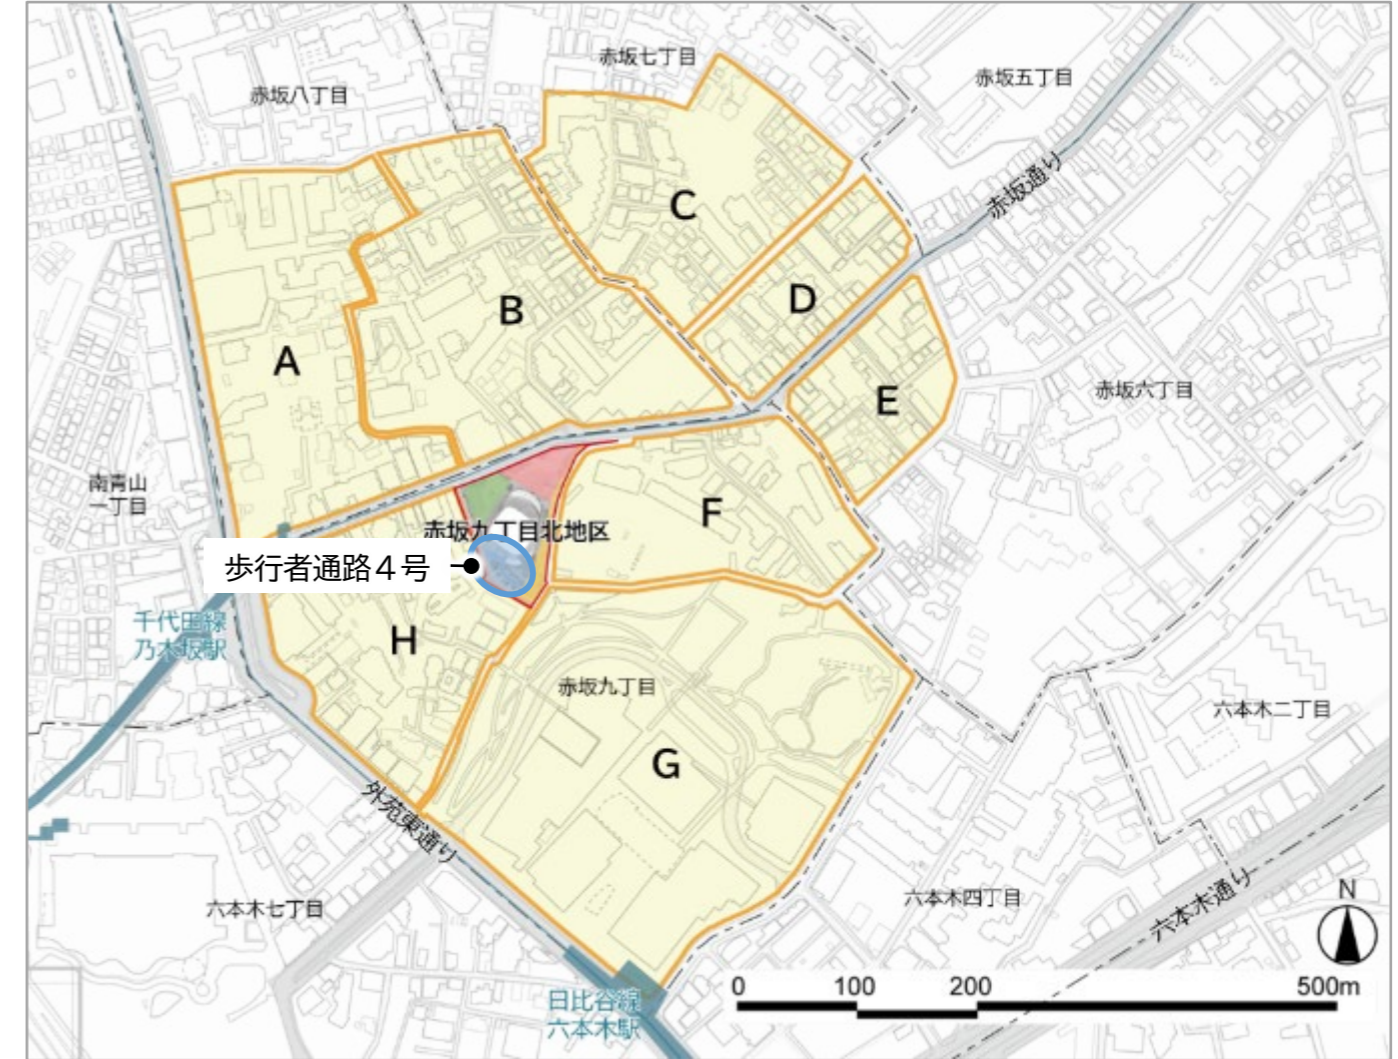 赤坂七丁目
赤坂五丁目
赤坂八丁目
赤坂通り
C
D
B
A
E
赤坂六丁目
南青山
一丁目
F
赤坂九丁目北地区
歩行者通路４号
千代田線
乃木坂駅
H
赤坂九丁目
六本木二丁目
G
外苑東通り
六本木七丁目
六本木四丁目
六本木通り
N
0 100 200 500m
日比谷線
六本木駅